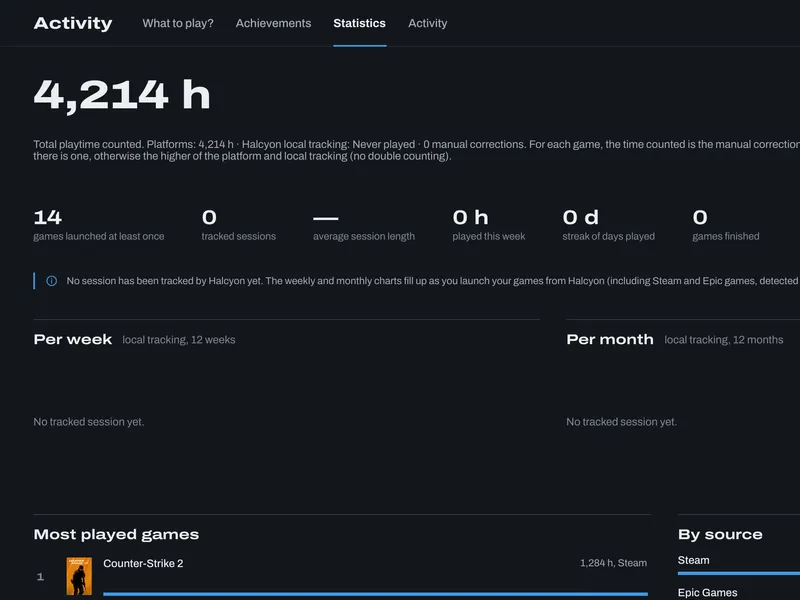 Activity What to play? Achievements Statistics Activity
4,214 h
Total playtime counted. Platforms: 4,214 h · Halcyon local tracking: Never played · 0 manual corrections. For each game, the time counted is the manual correction
there is one, otherwise the higher of the platform and local tracking (no double counting).
14 0 — 0 h 0 d 0
games launched at least once tracked sessions average session length played this week streak of days played games finished
No session has been tracked by Halcyon yet. The weekly and monthly charts fill up as you launch your games from Halcyon (including Steam and Epic games, detected
Per week local tracking, 12 weeks Per month local tracking, 12 months
No tracked session yet. No tracked session yet.
Most played games By source
Counter-Strike 2 1,284 h, Steam Steam
1
Epic Games